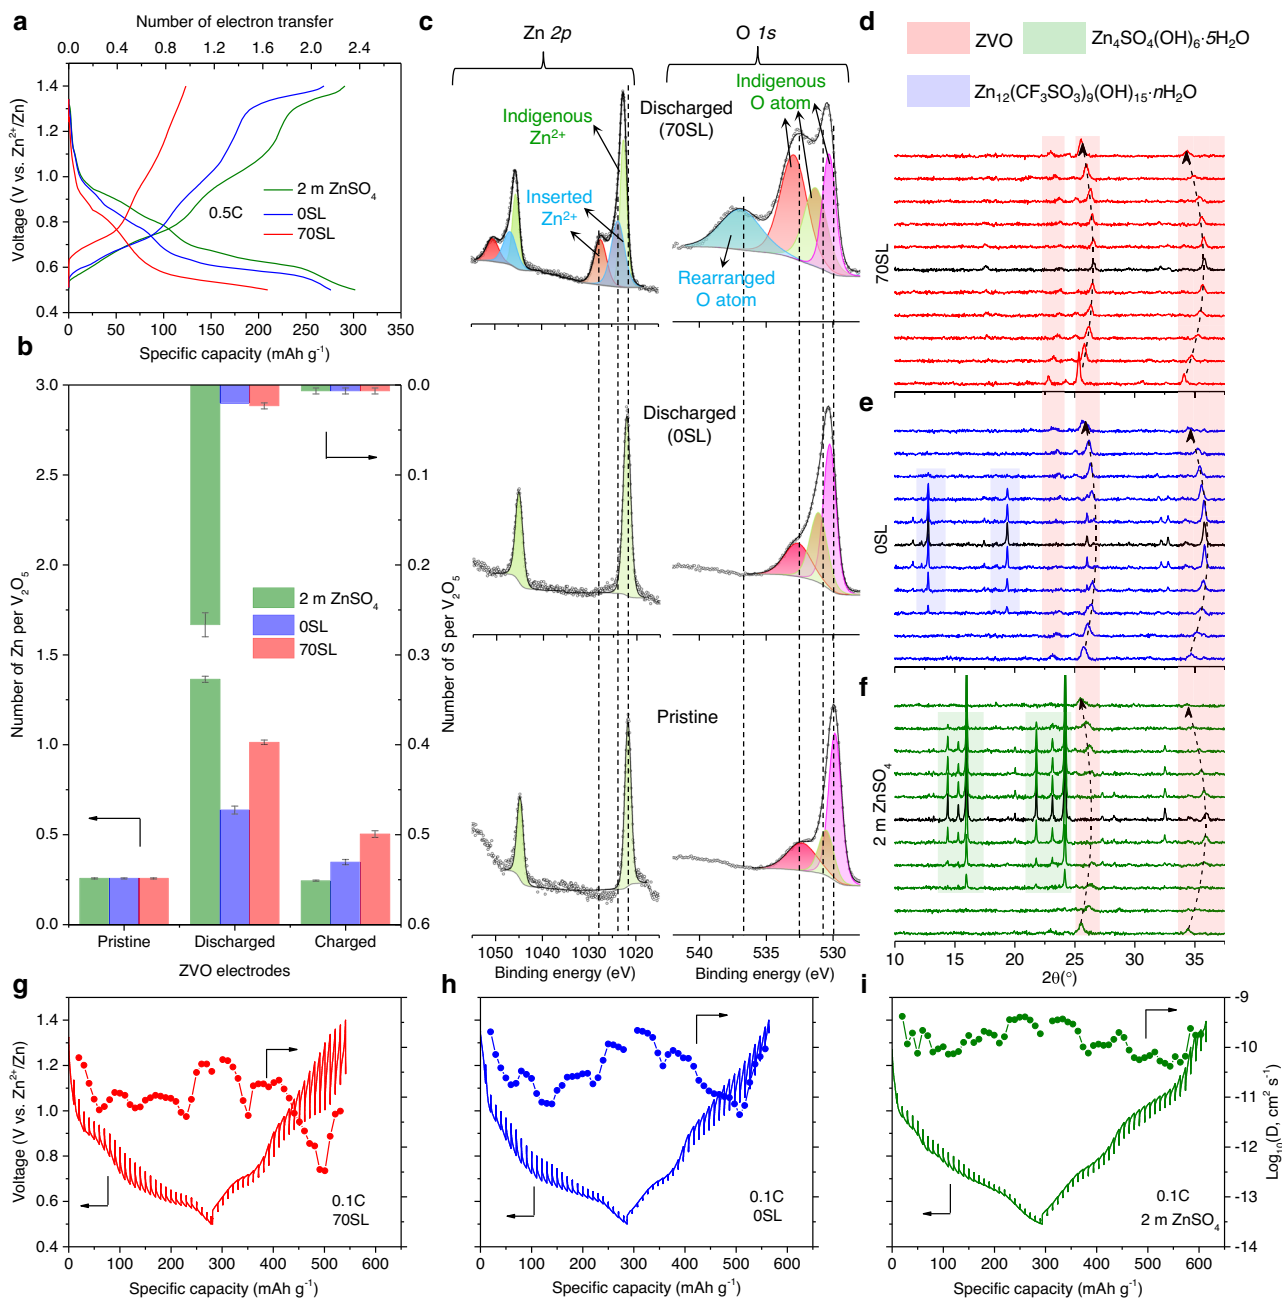 a
Number of electron transfer
0.0 0.6 1.2 1.8 2.4
1.4
1.2
1.0
0.8
0.6
0.4
Voltage (V vs. Zn²⁺/Zn)
2 m ZnSO₄
0SL
70SL
0.5C
0 50 100 150 200 250 300 350
Specific capacity (mAh g⁻¹)
b
3.0
2.5
2.0
1.5
1.0
0.5
0.0
Number of Zn per V₂O₅
0.0
0.1
0.2
0.3
0.4
0.5
0.6
Number of S per V₂O₅
2 m ZnSO₄
0SL
70SL
Pristine Discharged Charged
ZVO electrodes
c
Zn 2p
O 1s
Indigenous
Zn²⁺
Inserted
Zn²⁺
Discharged
(70SL)
Indigenous
O atom
Rearranged
O atom
Discharged
(0SL)
Pristine
1050 1040 1030 1020
Binding energy (eV)
540 535 530
Binding energy (eV)
d
ZVO
Zn₄SO₄(OH)₆·5H₂O
Zn₁₂(CF₃SO₃)₉(OH)₁₅·nH₂O
70SL
e
0SL
f
2 m ZnSO₄
10 15 20 25 30 35
2θ(°)
g
1.4
1.2
1.0
0.8
0.6
0.4
Voltage (V vs. Zn²⁺/Zn)
0.1C
70SL
0 100 200 300 400 500 600
Specific capacity (mAh g⁻¹)
h
0.1C
0SL
0 100 200 300 400 500 600
Specific capacity (mAh g⁻¹)
i
0.1C
2 m ZnSO₄
-9
-10
-11
-12
-13
-14
Log₁₀(D, cm² s⁻¹)
0 100 200 300 400 500 600
Specific capacity (mAh g⁻¹)